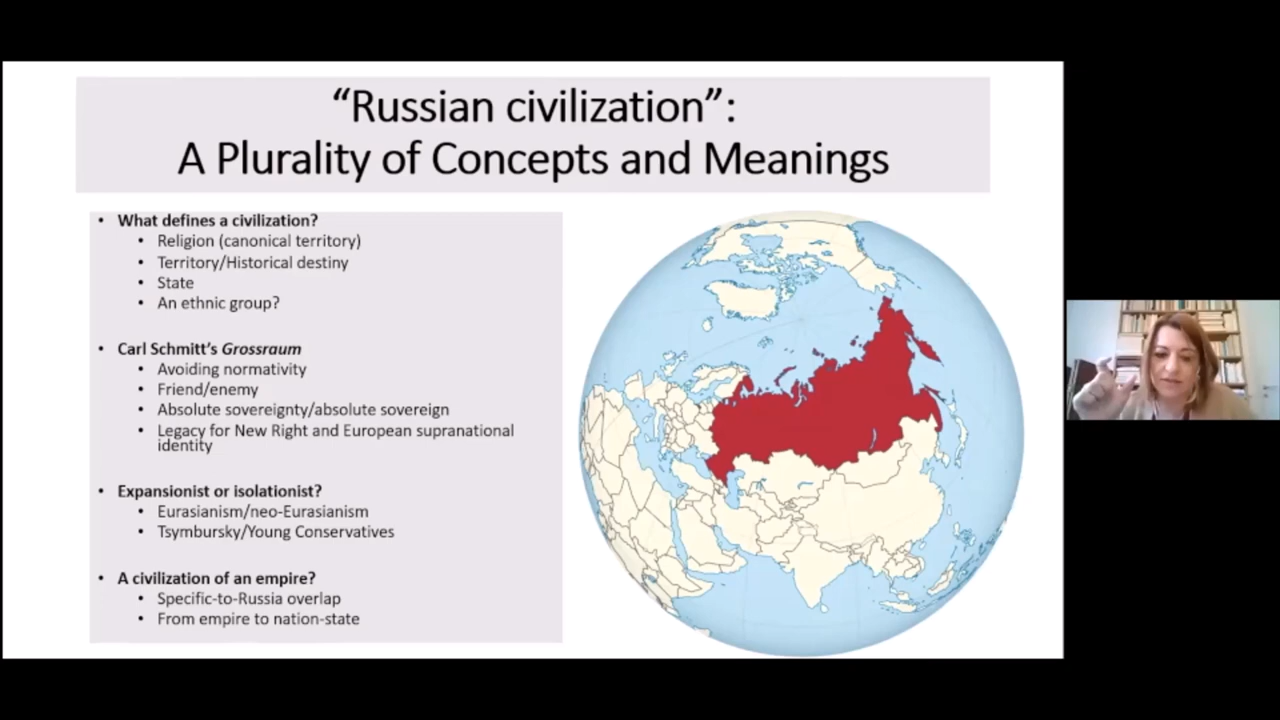 “Russian civilization”:
A Plurality of Concepts and Meanings
• What defines a civilization?
• Religion (canonical territory)
• Territory/Historical destiny
• State
• An ethnic group?
• Carl Schmitt’s Grossraum
• Avoiding normativity
• Friend/enemy
• Absolute sovereignty/absolute sovereign
• Legacy for New Right and European supranational
identity
• Expansionist or isolationist?
• Eurasianism/neo-Eurasianism
• Tsymbursky/Young Conservatives
• A civilization of an empire?
• Specific-to-Russia overlap
• From empire to nation-state